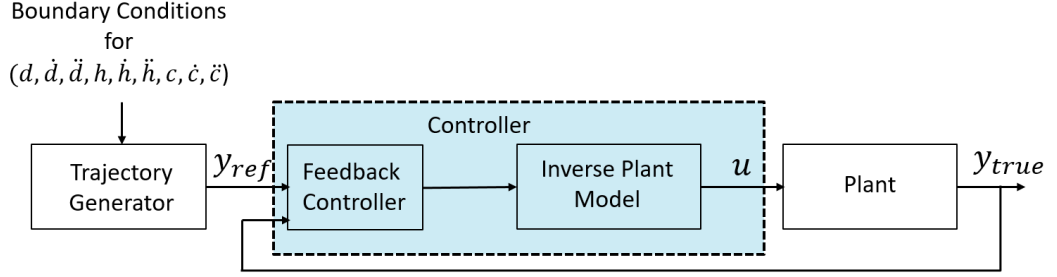 Boundary Conditions
for
(d, ḋ, d̈, h, ḣ, ḧ, c, ċ, c̈)
Controller
Trajectory
Generator
y_ref
Feedback
Controller
Inverse Plant
Model
u
Plant
y_true